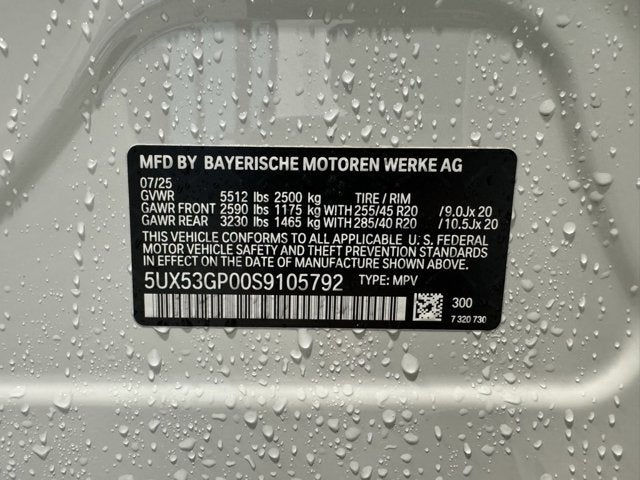 MFD BY BAYERISCHE MOTOREN WERKE AG
07/25
GVWR 5512 lbs 2500 kg TIRE / RIM
GAWR FRONT 2590 lbs 1175 kg WITH 255/45 R20 /9.0Jx 20
GAWR REAR 3230 lbs 1465 kg WITH 285/40 R20 /10.5Jx 20
THIS VEHICLE CONFORMS TO ALL APPLICABLE U. S. FEDERAL
MOTOR VEHICLE SAFETY AND THEFT PREVENTION STANDARDS
IN EFFECT ON THE DATE OF MANUFACTURE SHOWN ABOVE.
5UX53GP00S9105792 TYPE: MPV
300
7 320 730